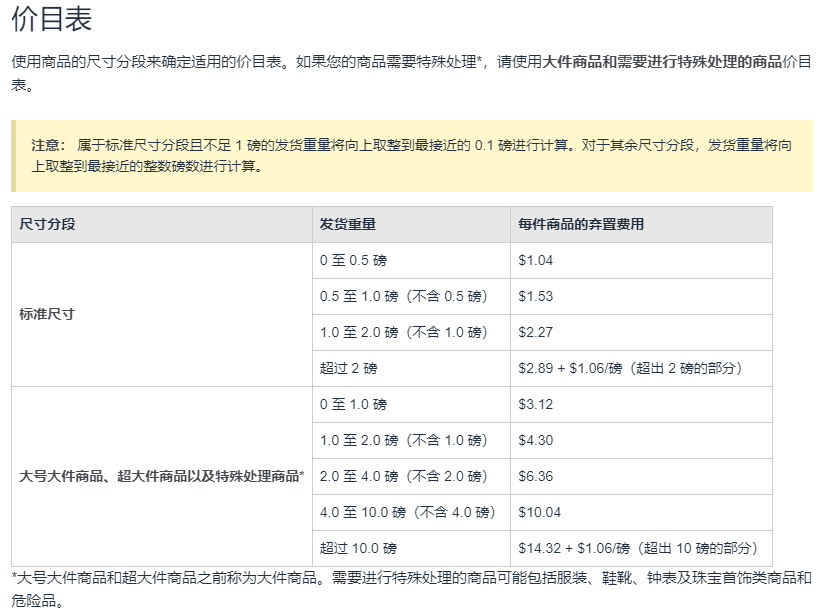 价目表
使用商品的尺寸分段来确定适用的价目表。如果您的商品需要特殊处理*，请使用大件商品和需要进行特殊处理的商品价目
表。
注意： 属于标准尺寸分段且不足 1 磅的发货重量将向上取整到最接近的 0.1 磅进行计算。对于其余尺寸分段，发货重量将向
上取整到最接近的整数磅数进行计算。
尺寸分段 发货重量 每件商品的弃置费用
标准尺寸
0 至 0.5 磅 $1.04
0.5 至 1.0 磅（不含 0.5 磅） $1.53
1.0 至 2.0 磅（不含 1.0 磅） $2.27
超过 2 磅 $2.89 + $1.06/磅（超出 2 磅的部分）
大号大件商品、超大件商品以及特殊处理商品*
0 至 1.0 磅 $3.12
1.0 至 2.0 磅（不含 1.0 磅） $4.30
2.0 至 4.0 磅（不含 2.0 磅） $6.36
4.0 至 10.0 磅（不含 4.0 磅） $10.04
超过 10.0 磅 $14.32 + $1.06/磅（超出 10 磅的部分）
*大号大件商品和超大件商品之前称为大件商品。需要进行特殊处理的商品可能包括服装、鞋靴、钟表及珠宝首饰类商品和
危险品。